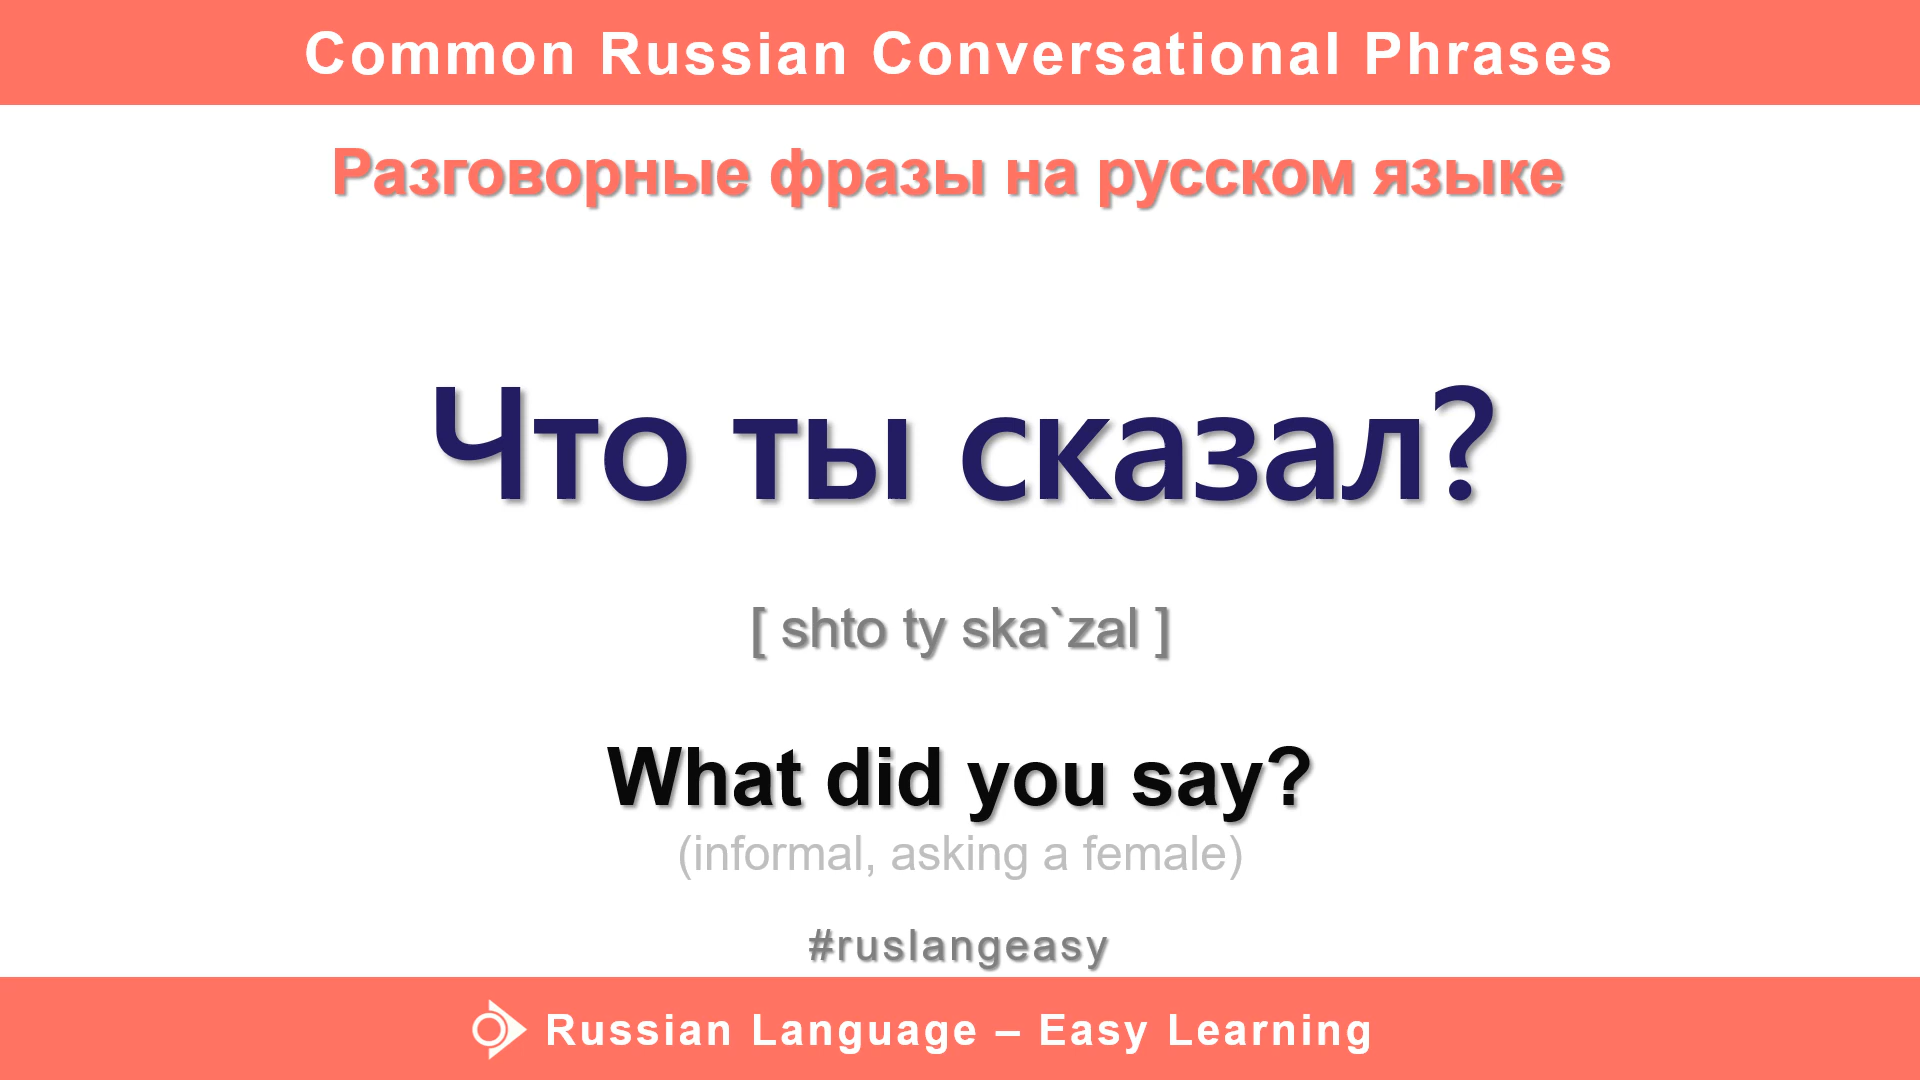 Common Russian Conversational Phrases
Разговорные фразы на русском языке
Что ты сказал?
[ shto ty ska`zal ]
What did you say?
(informal, asking a female)
#ruslangeasy
Russian Language – Easy Learning